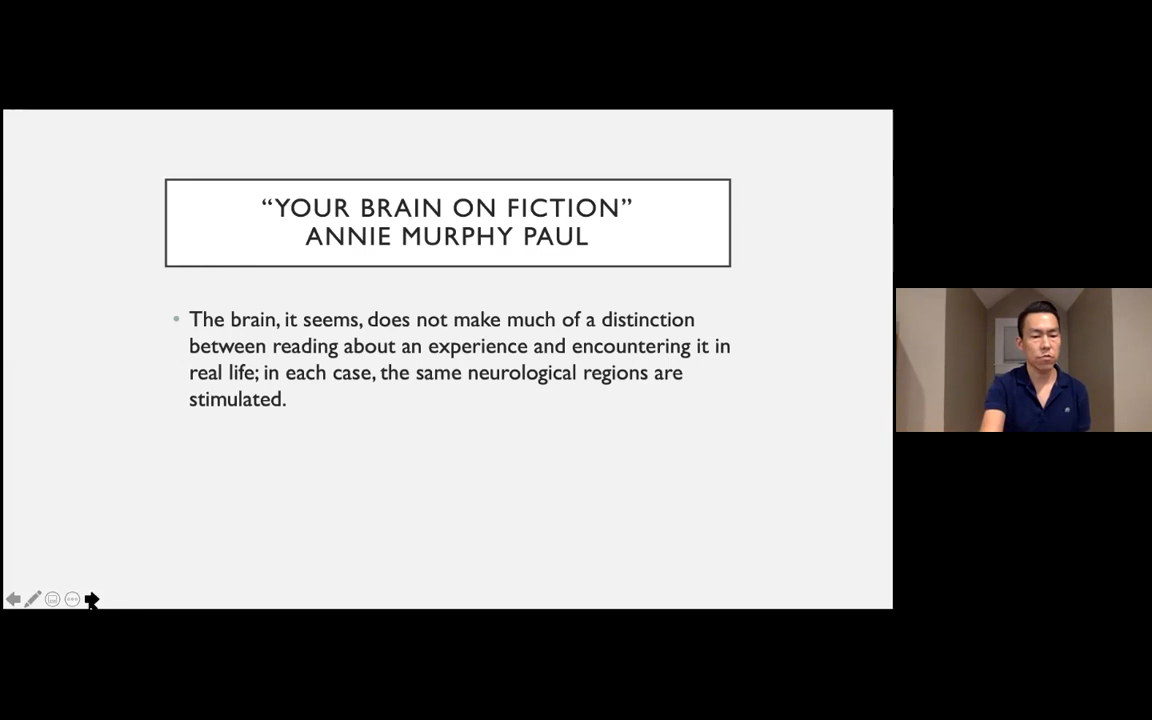 “YOUR BRAIN ON FICTION”
ANNIE MURPHY PAUL
The brain, it seems, does not make much of a distinction
between reading about an experience and encountering it in
real life; in each case, the same neurological regions are
stimulated.